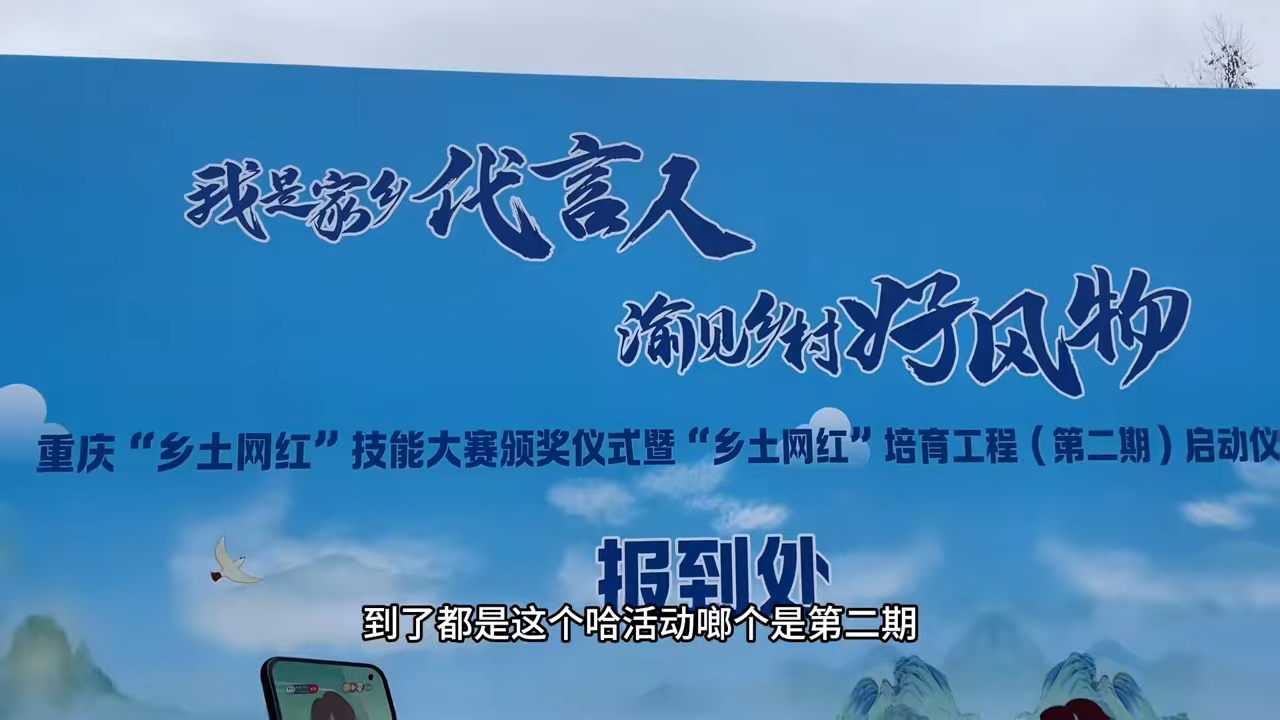 我是家乡代言人
渝见乡村好风物
重庆“乡土网红”技能大赛颁奖仪式暨“乡土网红”培育工程（第二期）启动仪
报到处
到了都是这个哈活动啷个是第二期